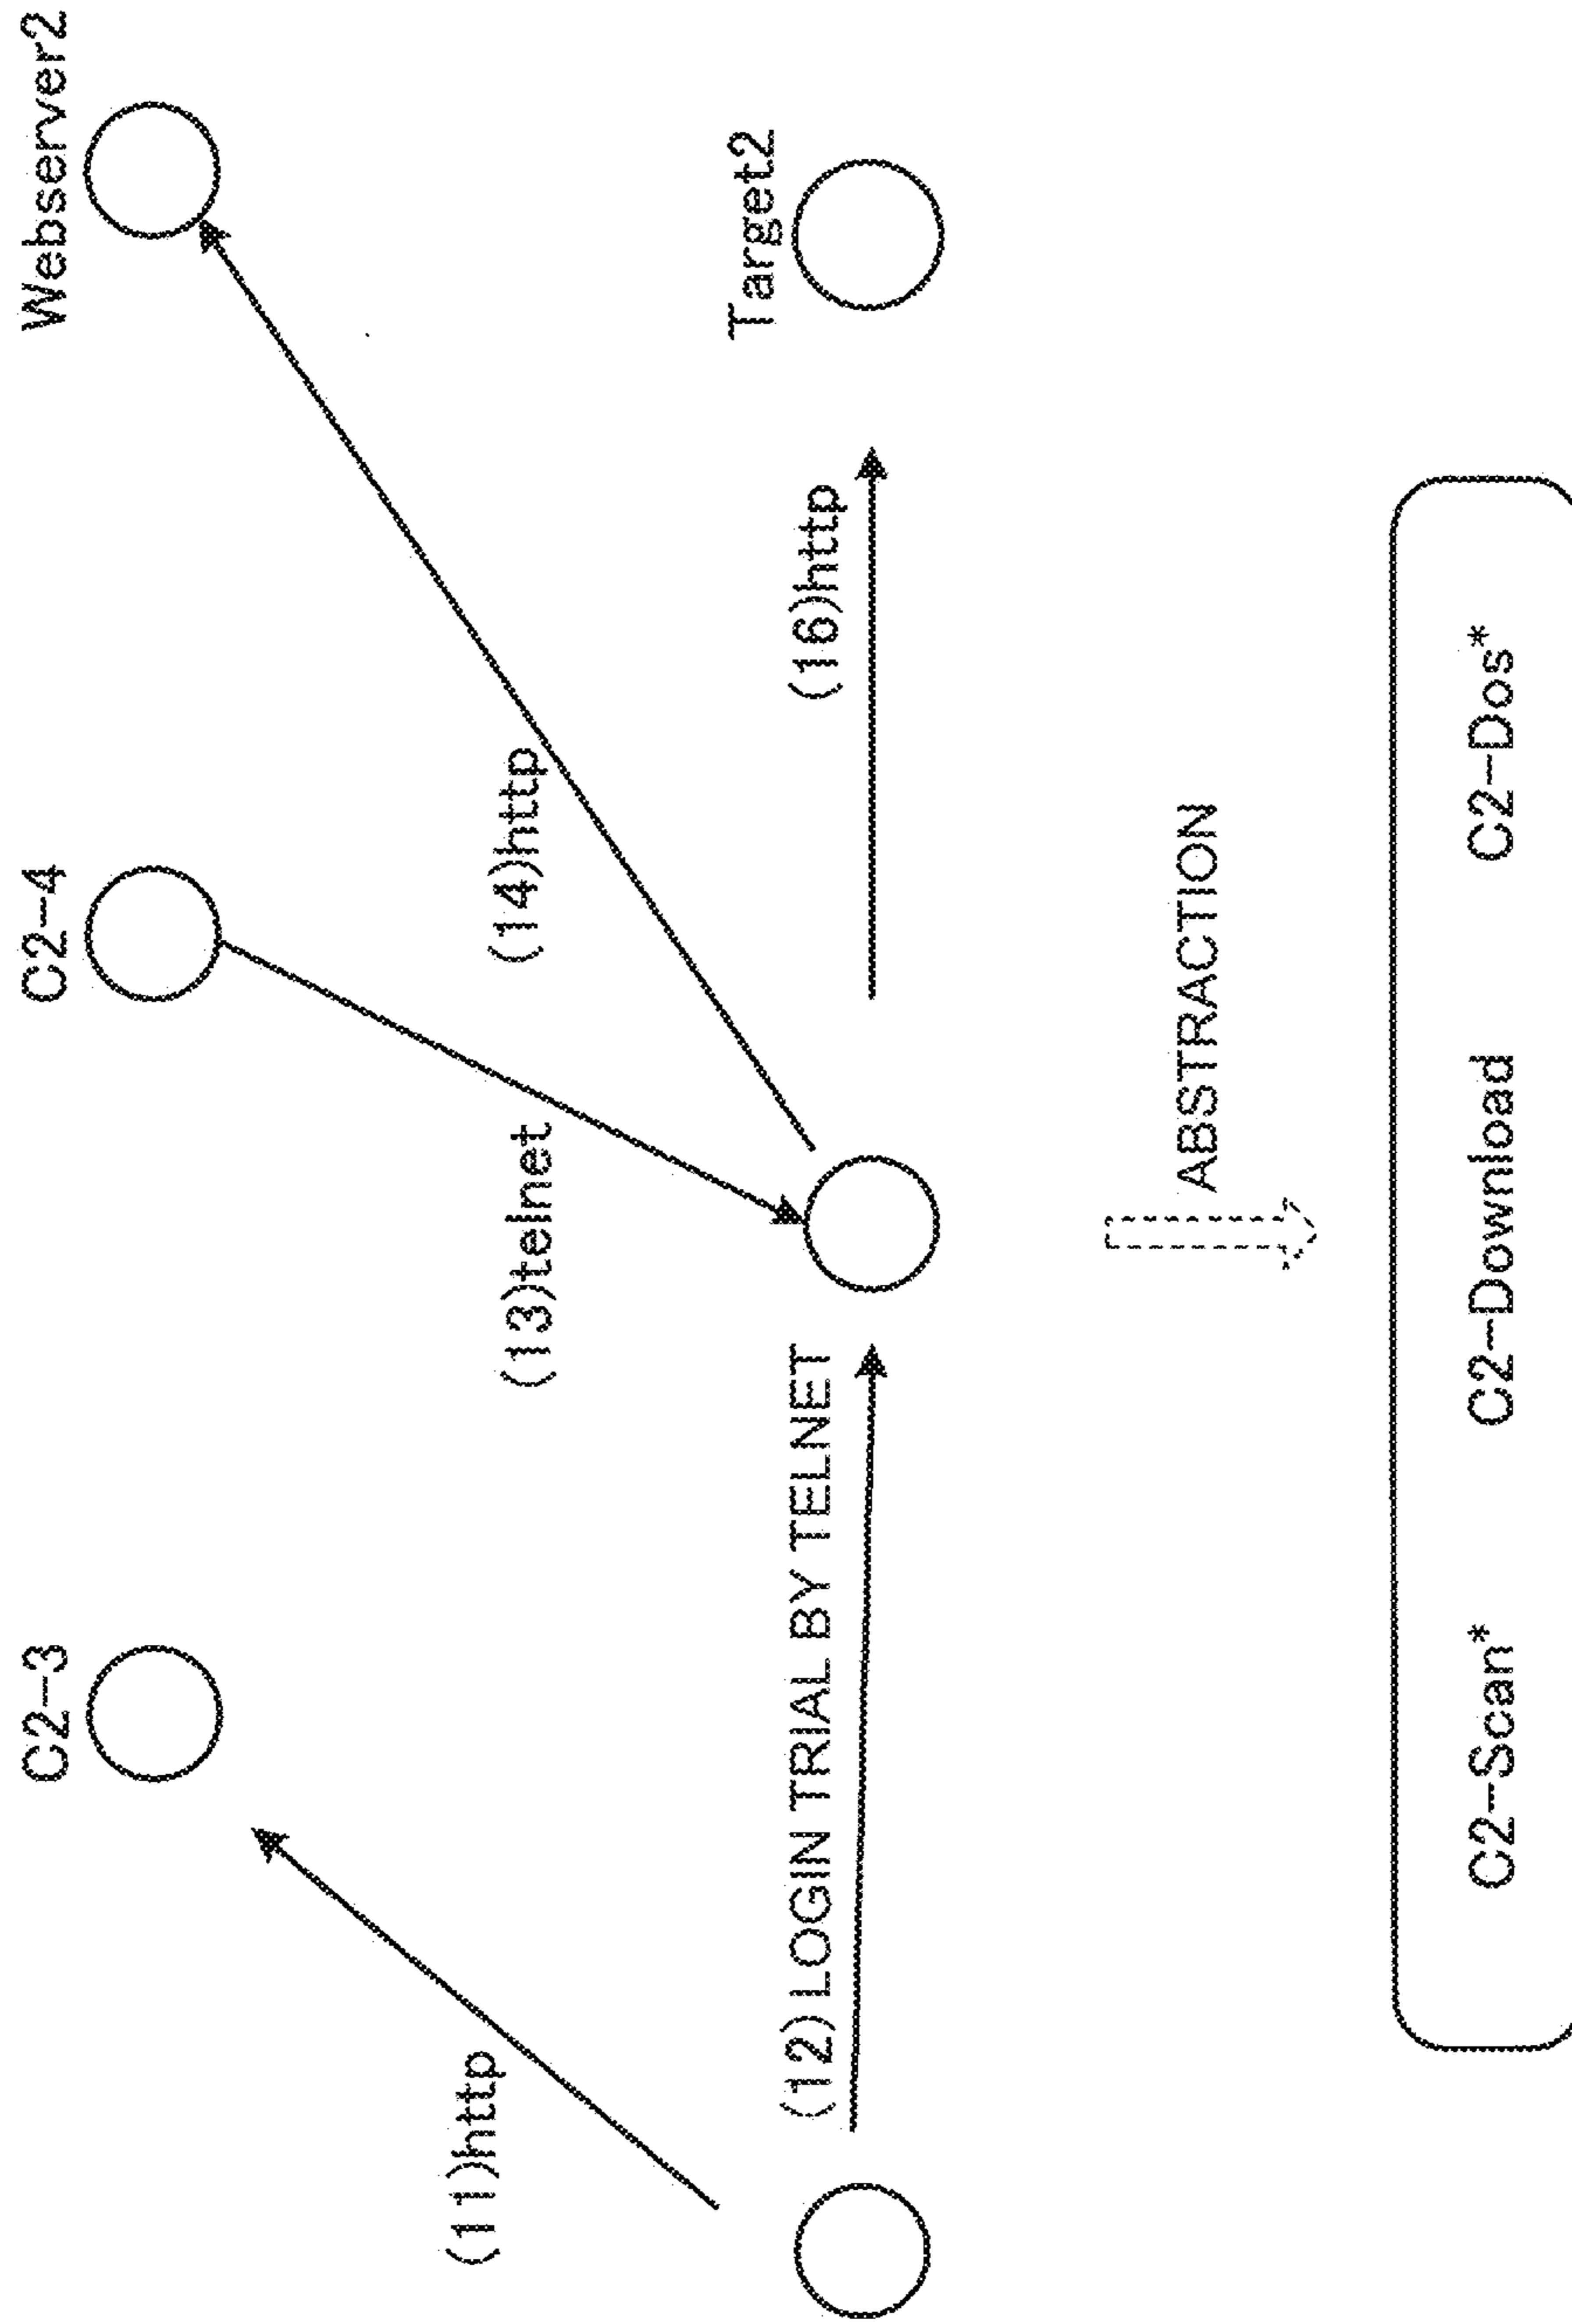 C2-3
C2-4
Webserver2
(11)http
(13)telnet
(14)http
(12) LOGIN TRIAL BY TELNET
(16)http
Target2
ABSTRACTION
C2-Scan* C2-Download C2-Dos*